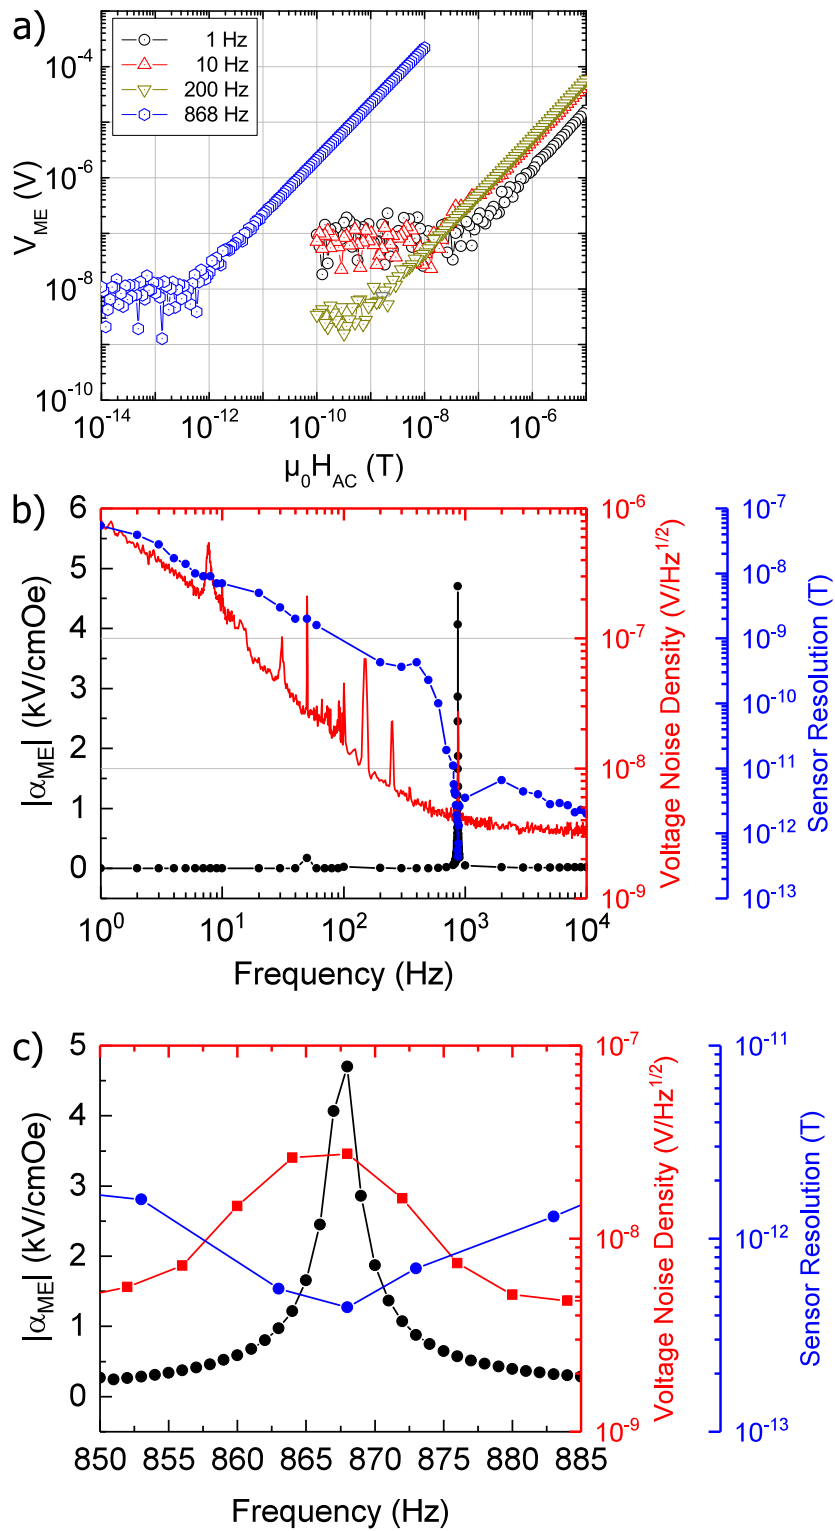 a)
1 Hz
10 Hz
200 Hz
868 Hz
V_ME (V)
10^-4
10^-6
10^-8
10^-10
10^-14 10^-12 10^-10 10^-8 10^-6
μ₀H_AC (T)
b)
|α_ME| (kV/cmOe)
6
5
4
3
2
1
0
10^-6
10^-7
10^-8
10^-9
Voltage Noise Density (V/Hz^1/2)
10^-7
10^-8
10^-9
10^-10
10^-11
10^-12
10^-13
Sensor Resolution (T)
10^0 10^1 10^2 10^3 10^4
Frequency (Hz)
c)
|α_ME| (kV/cmOe)
5
4
3
2
1
0
10^-7
10^-8
10^-9
Voltage Noise Density (V/Hz^1/2)
10^-11
10^-12
10^-13
Sensor Resolution (T)
850 855 860 865 870 875 880 885
Frequency (Hz)